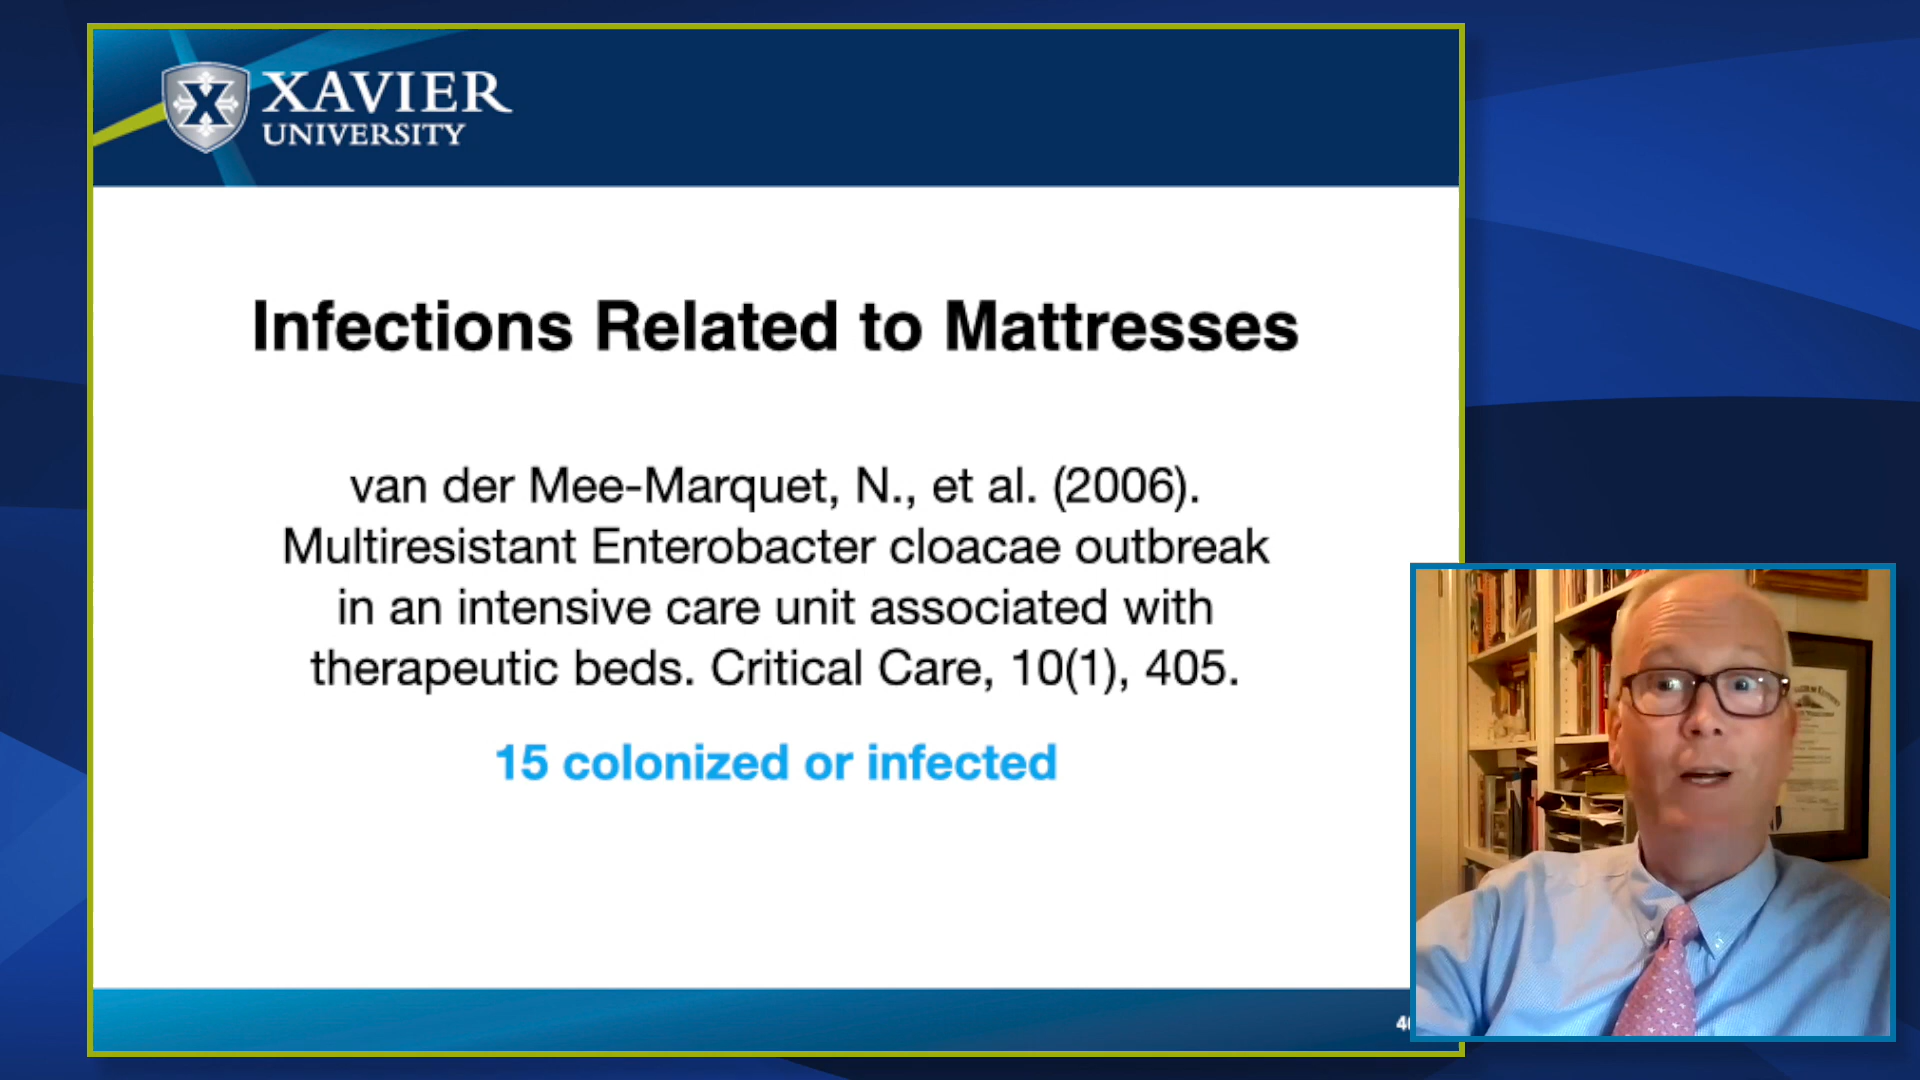 XAVIER
UNIVERSITY
Infections Related to Mattresses
van der Mee-Marquet, N., et al. (2006).
Multiresistant Enterobacter cloacae outbreak
in an intensive care unit associated with
therapeutic beds. Critical Care, 10(1), 405.
15 colonized or infected